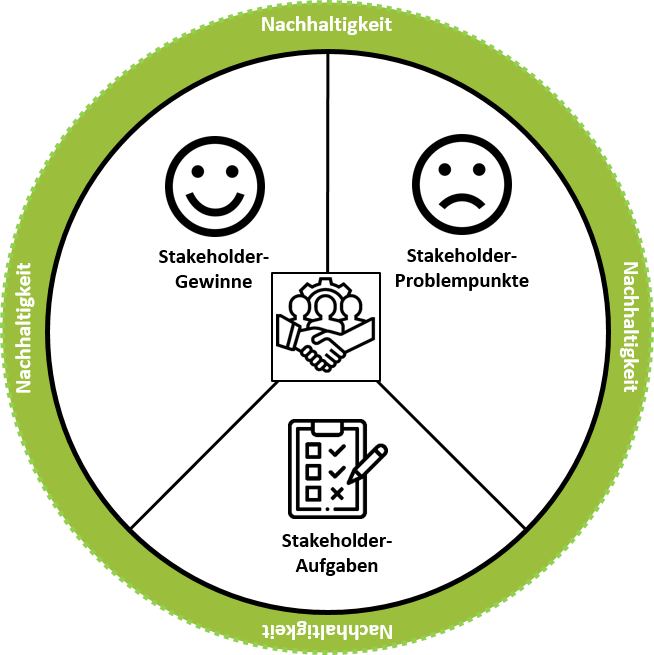 Nachhaltigkeit
Stakeholder-
Gewinne
Stakeholder-
Problempunkte
Nachhaltigkeit
Nachhaltigkeit
Stakeholder-
Aufgaben
Nachhaltigkeit